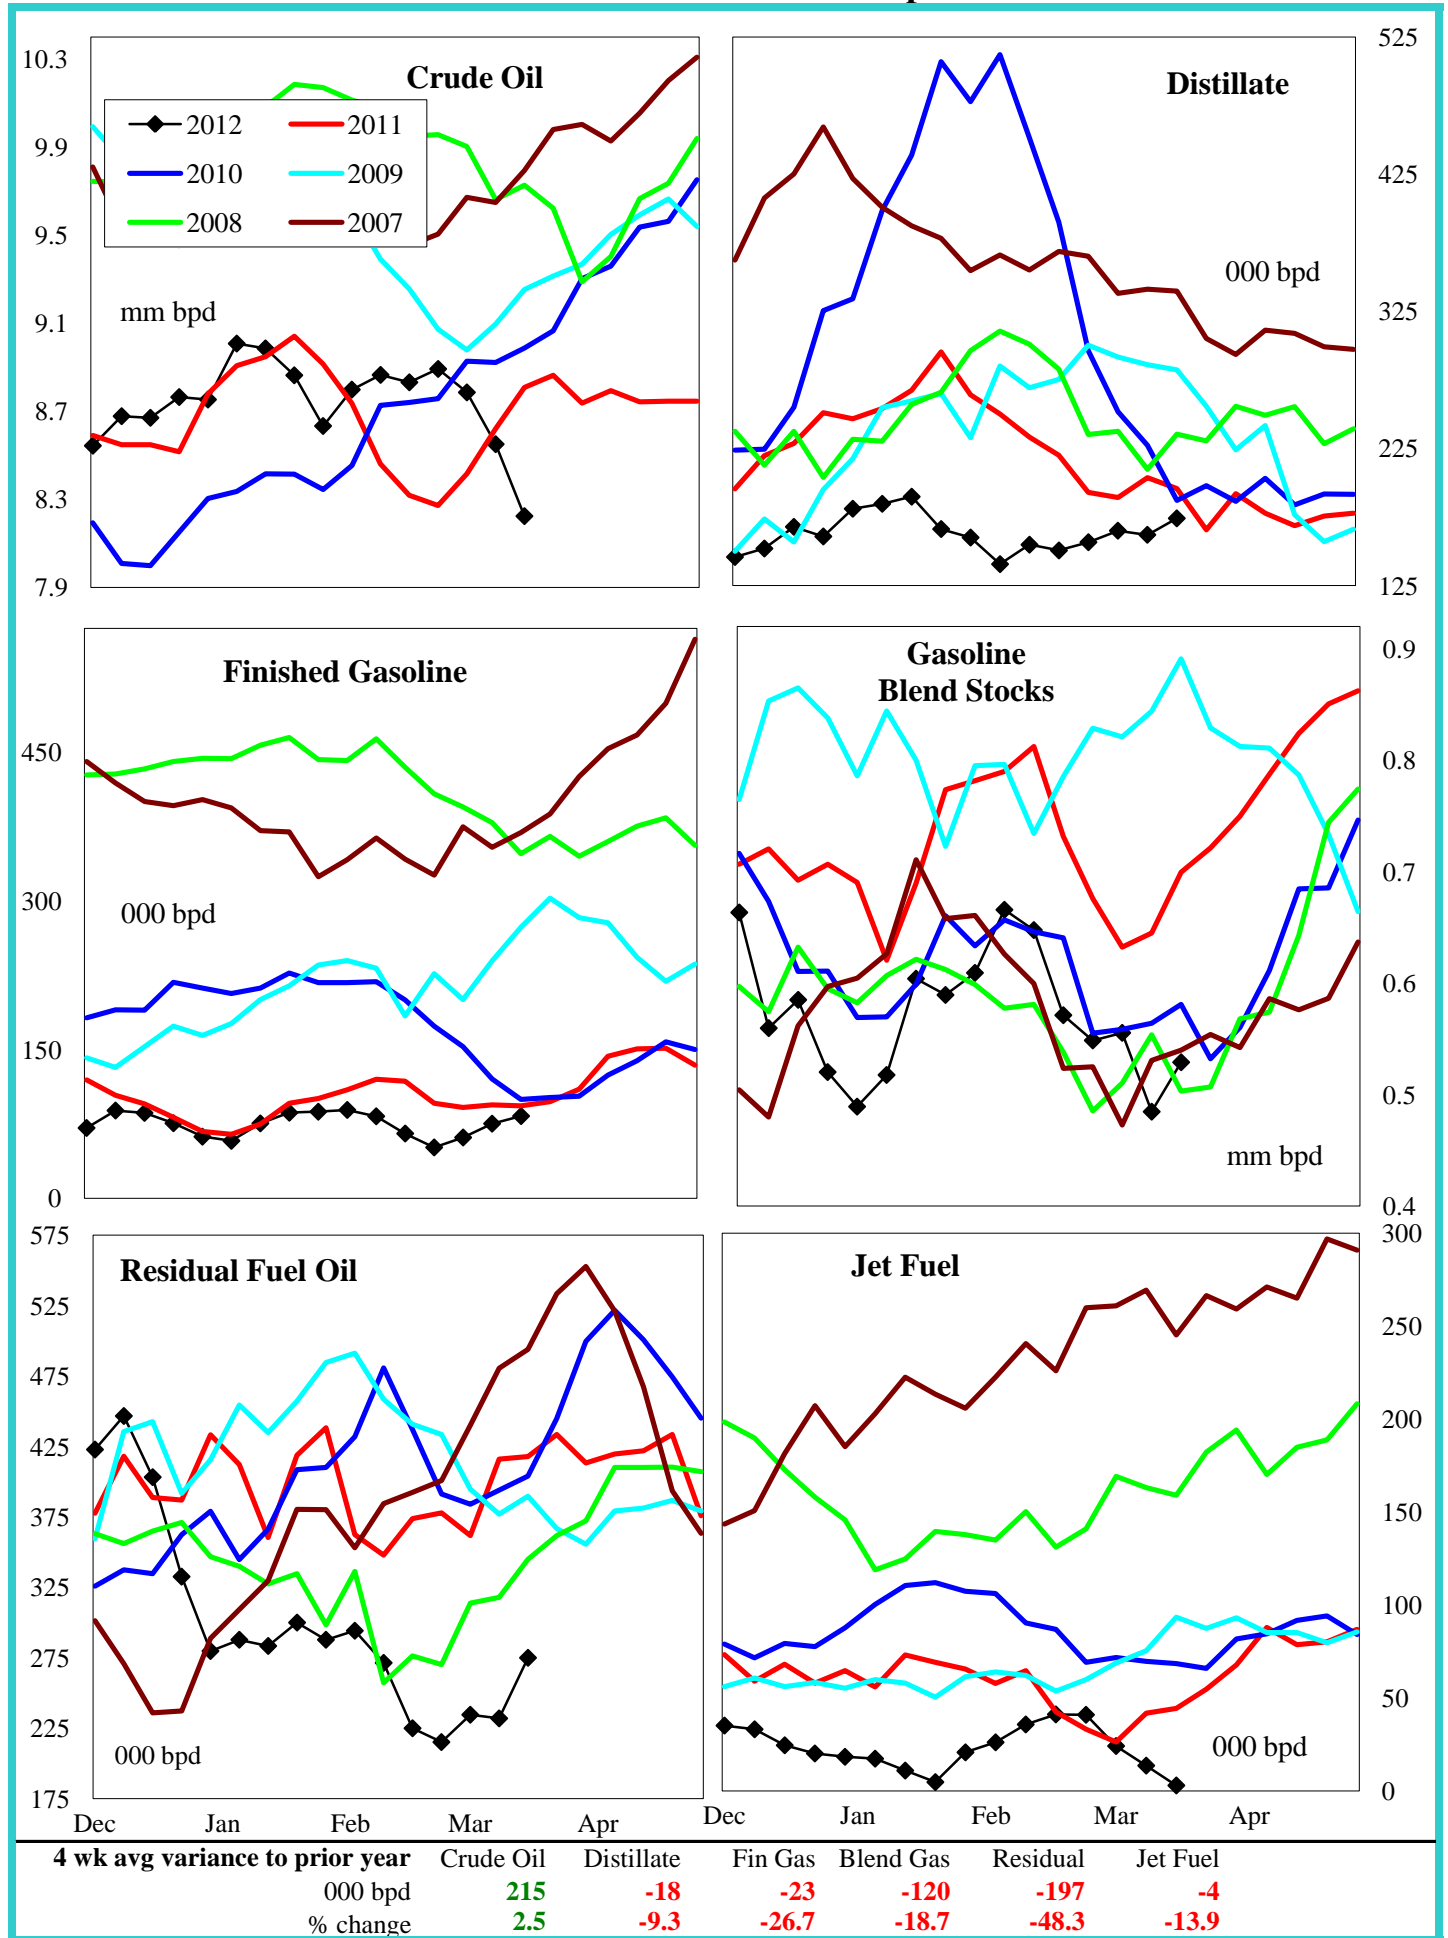 Crude Oil
10.3
9.9
9.5
9.1
8.7
8.3
7.9
2012 2011
2010 2009
2008 2007
mm bpd
Distillate
000 bpd
525
425
325
225
125
Finished Gasoline
450
300
150
0
000 bpd
Gasoline
Blend Stocks
0.9
0.8
0.7
0.6
0.5
0.4
mm bpd
Residual Fuel Oil
575
525
475
425
375
325
275
225
175
000 bpd
Dec Jan Feb Mar Apr
Jet Fuel
300
250
200
150
100
50
0
000 bpd
Dec Jan Feb Mar Apr
4 wk avg variance to prior year Crude Oil Distillate Fin Gas Blend Gas Residual Jet Fuel
000 bpd 215 -18 -23 -120 -197 -4
% change 2.5 -9.3 -26.7 -18.7 -48.3 -13.9